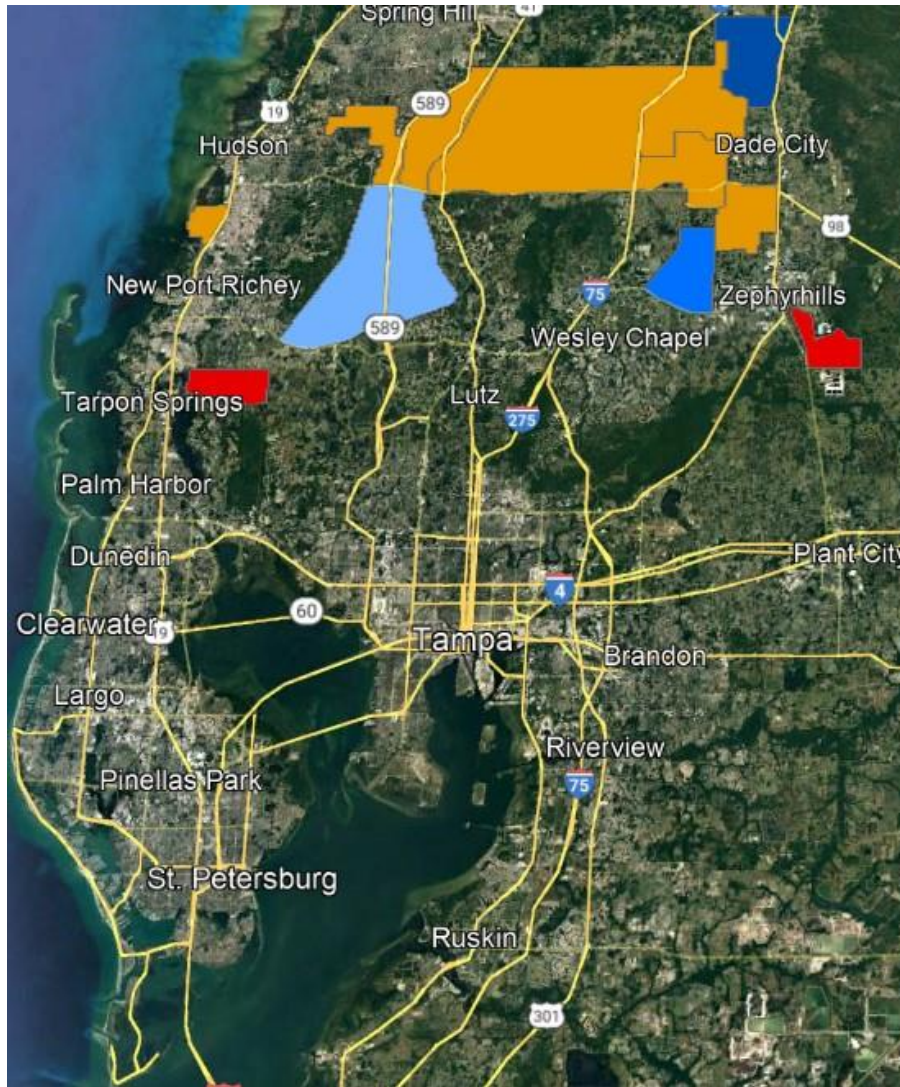 Spring Hill
41
589
19
Hudson
Dade City
98
New Port Richey
75
Zephyrhills
589
Wesley Chapel
Tarpon Springs
Lutz
275
Palm Harbor
Dunedin
Plant City
4
60
Clearwater
19
Tampa
Brandon
Largo
Riverview
Pinellas Park
75
St. Petersburg
Ruskin
301